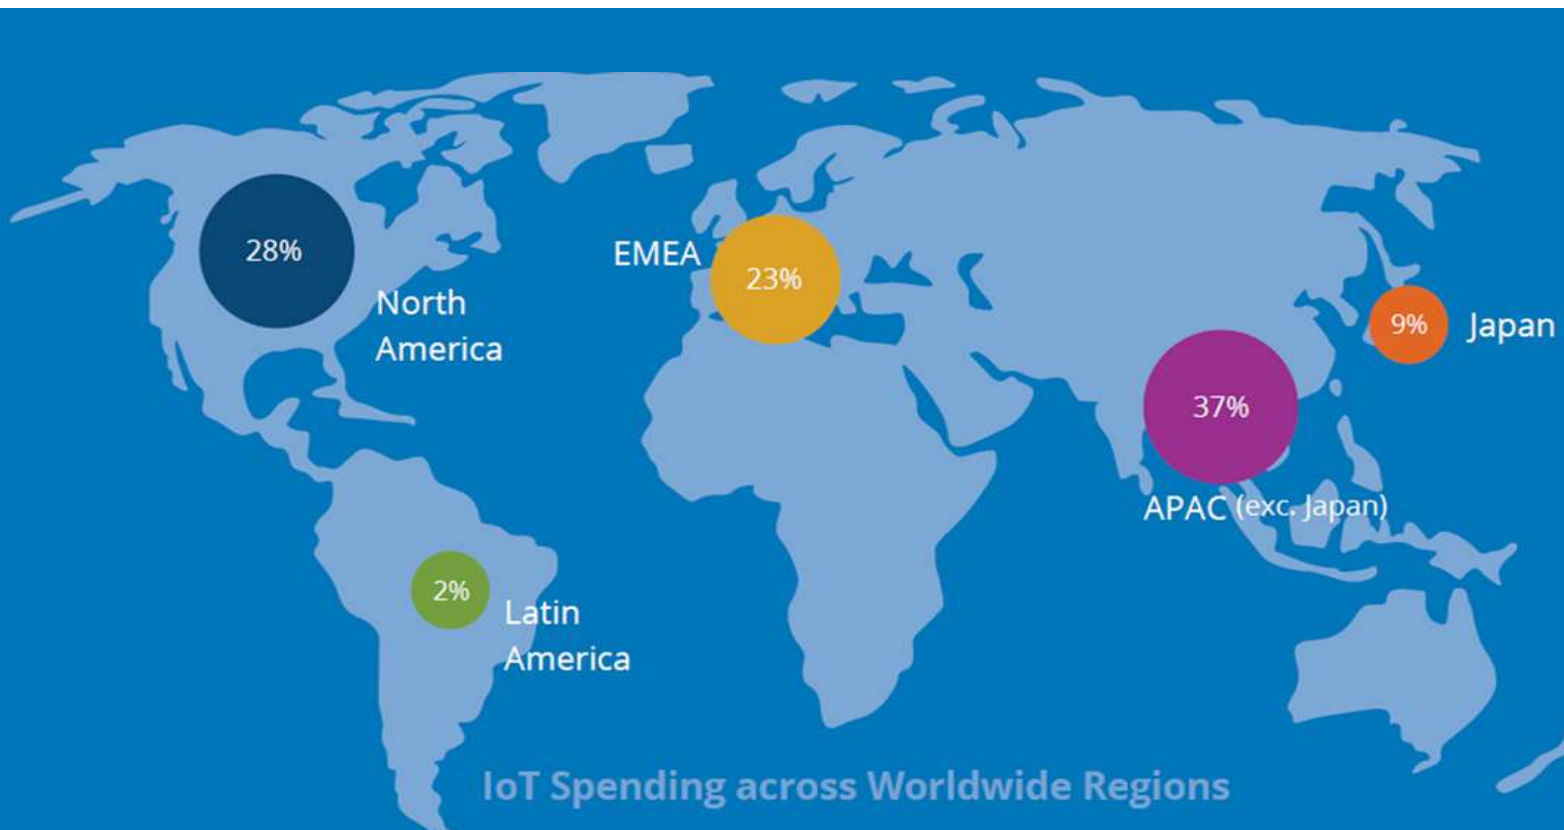 28%
North
America
EMEA
23%
9%
Japan
37%
APAC (exc. Japan)
2%
Latin
America
IoT Spending across Worldwide Regions